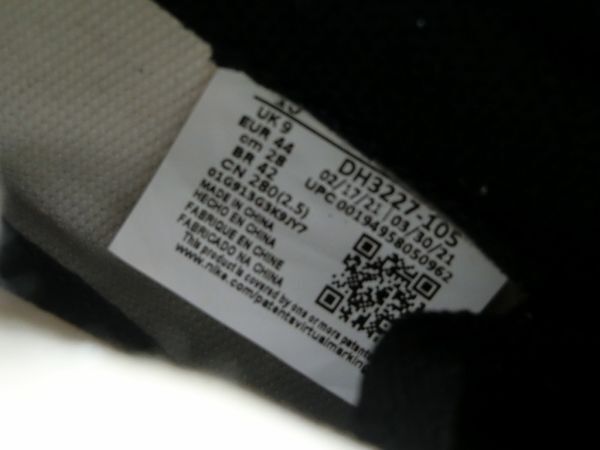 UK 9
EUR 44
cm 28
BR 42
CN 280(2.5)
01G913G3K9JY7
MADE IN CHINA
HECHO EN CHINA
FABRIQUE EN CHINE
FABRICADO NA CHINA
This product is covered by one or more patents
www.nike.com/patentsvirtualmarking
DH3227-105
02/17/21 | 03/30/21
UPC 00194958050962